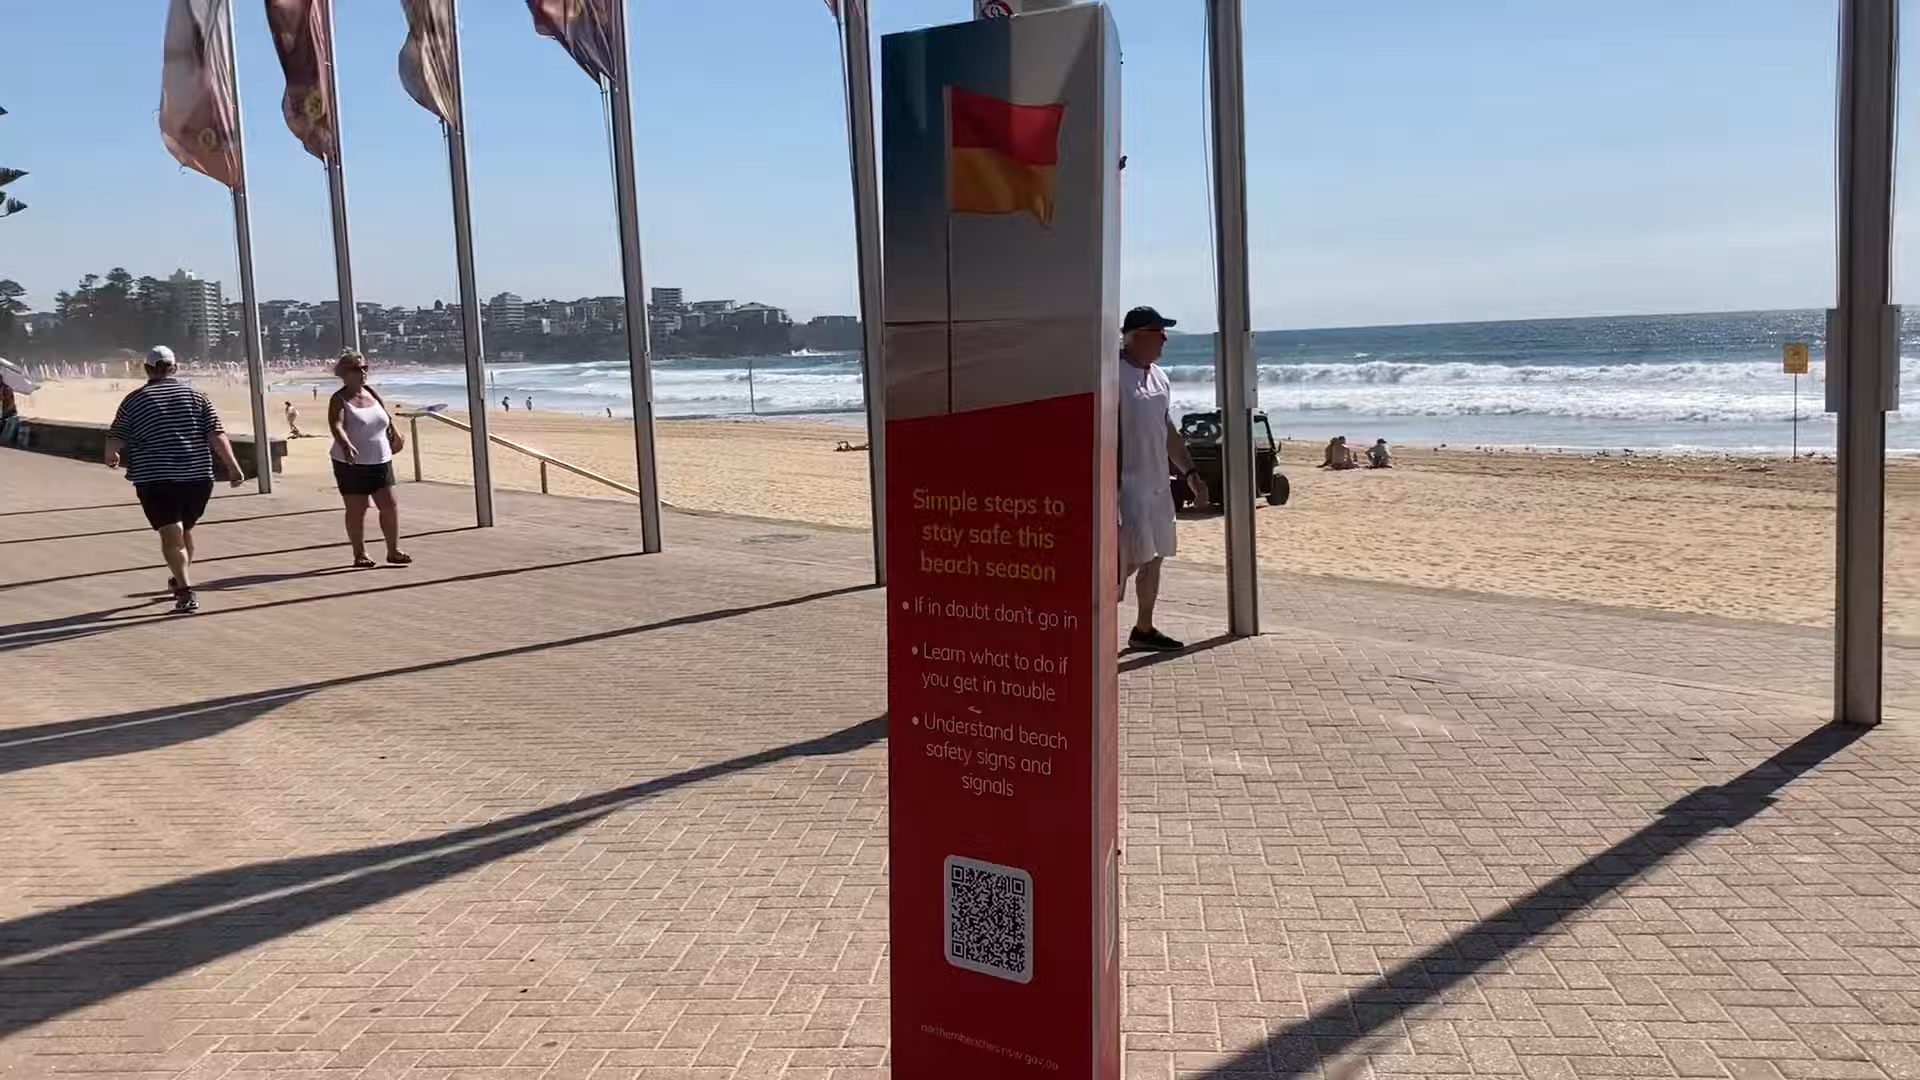 Simple steps to
stay safe this
beach season
• If in doubt don't go in
• Learn what to do if
you get in trouble
• Understand beach
safety signs and
signals
northernbeaches.nsw.gov.au